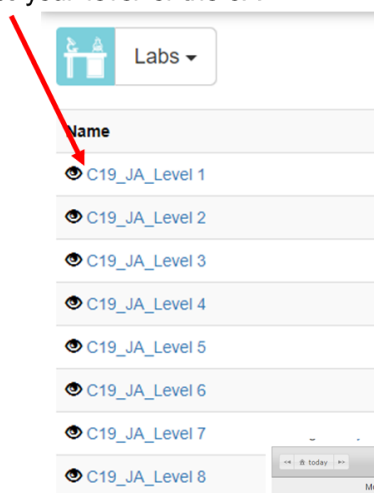 Labs
Name
C19_JA_Level 1
C19_JA_Level 2
C19_JA_Level 3
C19_JA_Level 4
C19_JA_Level 5
C19_JA_Level 6
C19_JA_Level 7
today
C19_JA_Level 8